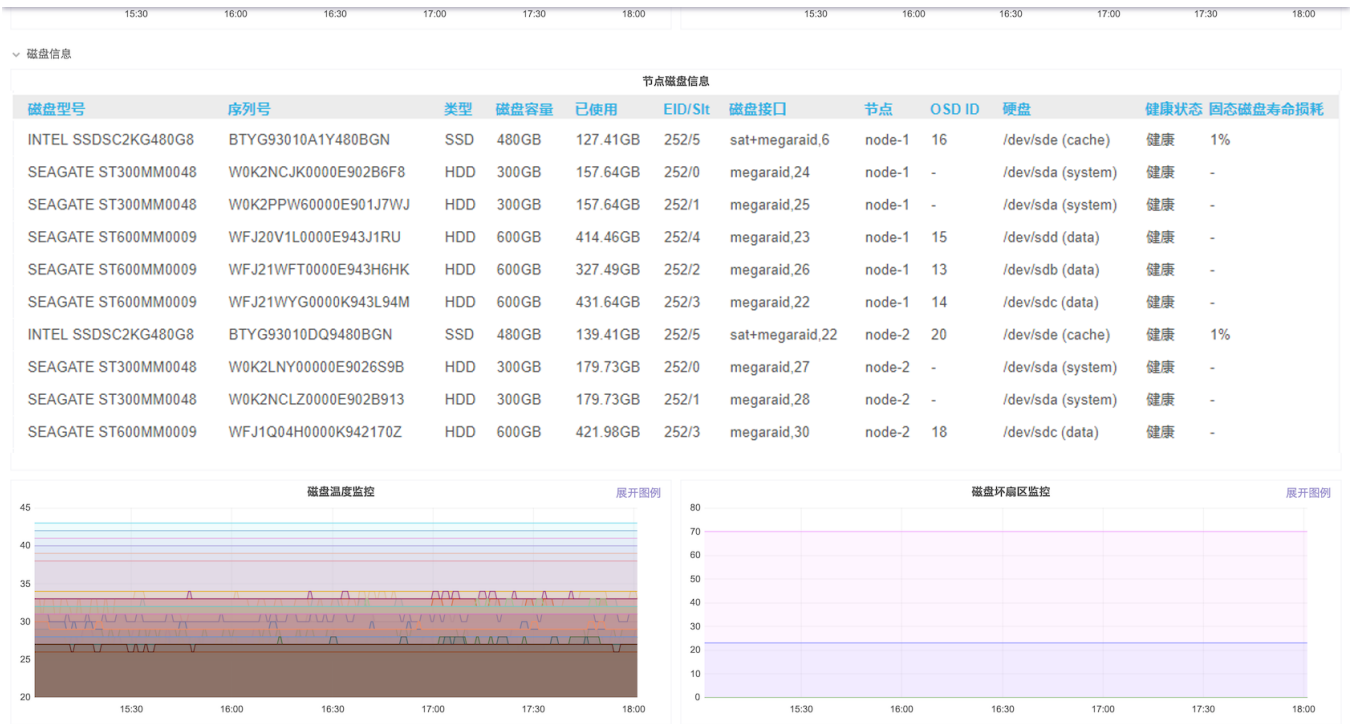 15:30 16:00 16:30 17:00 17:30 18:00 15:30 16:00 16:30 17:00 17:30 18:00
磁盘信息
节点磁盘信息
磁盘型号 序列号 类型 磁盘容量 已使用 EID/Slt 磁盘接口 节点 OSD ID 硬盘 健康状态 固态磁盘寿命损耗
INTEL SSDSC2KG480G8 BTYG93010A1Y480BGN SSD 480GB 127.41GB 252/5 sat+megaraid,6 node-1 16 /dev/sde (cache) 健康 1%
SEAGATE ST300MM0048 W0K2NCJK0000E902B6F8 HDD 300GB 157.64GB 252/0 megaraid,24 node-1 - /dev/sda (system) 健康 -
SEAGATE ST300MM0048 W0K2PPW60000E901J7WJ HDD 300GB 157.64GB 252/1 megaraid,25 node-1 - /dev/sda (system) 健康 -
SEAGATE ST600MM0009 WFJ20V1L0000E943J1RU HDD 600GB 414.46GB 252/4 megaraid,23 node-1 15 /dev/sdd (data) 健康 -
SEAGATE ST600MM0009 WFJ21WFT0000E943H6HK HDD 600GB 327.49GB 252/2 megaraid,26 node-1 13 /dev/sdb (data) 健康 -
SEAGATE ST600MM0009 WFJ21WYG0000K943L94M HDD 600GB 431.64GB 252/3 megaraid,22 node-1 14 /dev/sdc (data) 健康 -
INTEL SSDSC2KG480G8 BTYG93010DQ9480BGN SSD 480GB 139.41GB 252/5 sat+megaraid,22 node-2 20 /dev/sde (cache) 健康 1%
SEAGATE ST300MM0048 W0K2LNY00000E9026S9B HDD 300GB 179.73GB 252/0 megaraid,27 node-2 - /dev/sda (system) 健康 -
SEAGATE ST300MM0048 W0K2NCLZ0000E902B913 HDD 300GB 179.73GB 252/1 megaraid,28 node-2 - /dev/sda (system) 健康 -
SEAGATE ST600MM0009 WFJ1Q04H0000K942170Z HDD 600GB 421.98GB 252/3 megaraid,30 node-2 18 /dev/sdc (data) 健康 -
磁盘温度监控 展开图例
45
40
35
30
25
20
15:30 16:00 16:30 17:00 17:30 18:00
磁盘坏扇区监控 展开图例
80
70
60
50
40
30
20
10
0
15:30 16:00 16:30 17:00 17:30 18:00